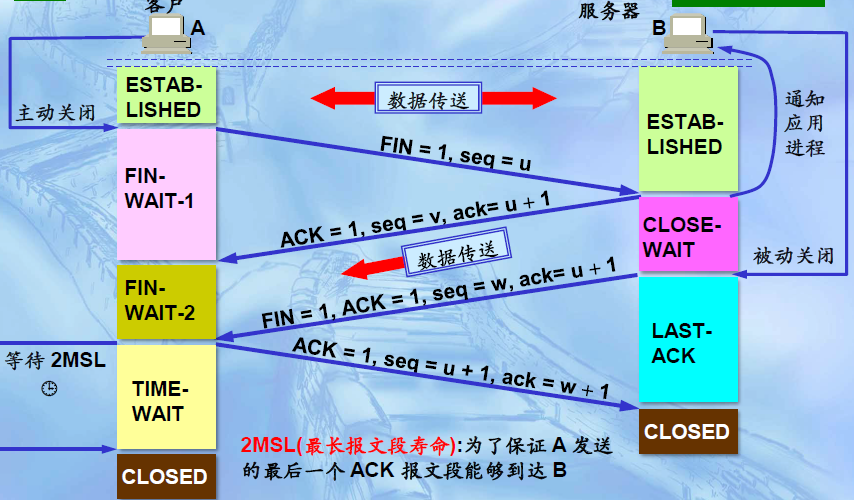 客户
服务器
A
B
ESTAB-
LISHED
数据传送
主动关闭
ESTAB-
LISHED
通知
应用
进程
FIN = 1, seq = u
FIN-
WAIT-1
ACK = 1, seq = v, ack= u + 1
CLOSE-
WAIT
数据传送
被动关闭
FIN-
WAIT-2
FIN = 1, ACK = 1, seq = w, ack= u + 1
LAST-
ACK
等待 2MSL
ACK = 1, seq = u + 1, ack = w + 1
TIME-
WAIT
CLOSED
2MSL(最长报文段寿命):为了保证 A 发送
的最后一个 ACK 报文段能够到达 B
CLOSED